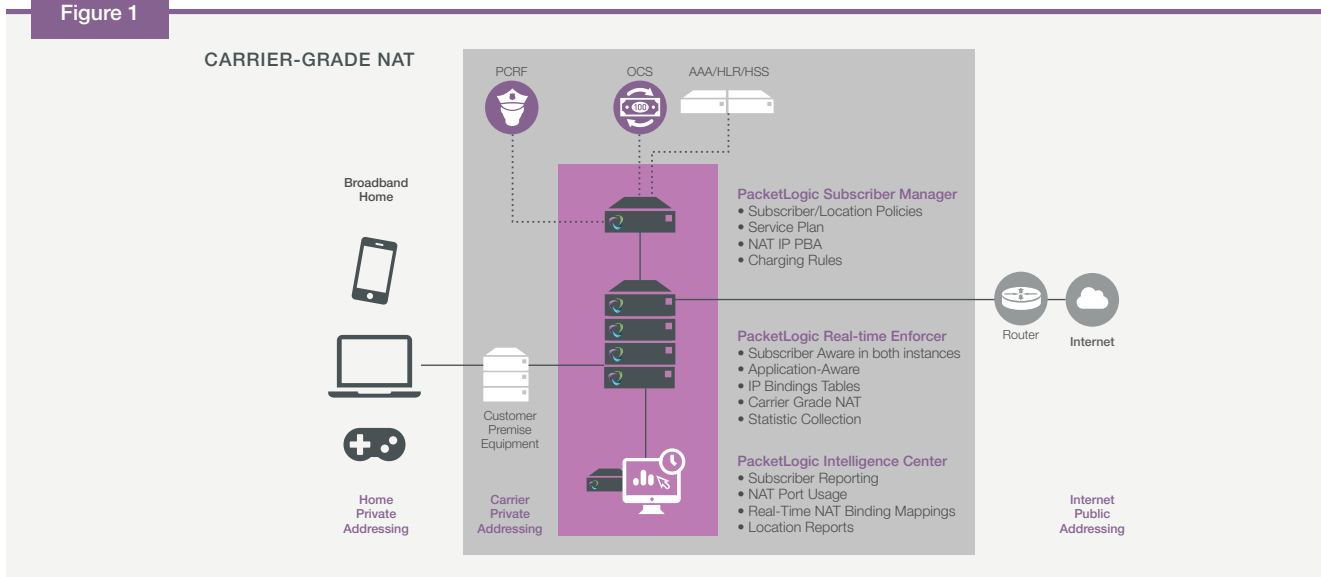 Figure 1
CARRIER-GRADE NAT
PCRF
OCS
AAA/HLR/HSS
100
Broadband
Home
PacketLogic Subscriber Manager
• Subscriber/Location Policies
• Service Plan
• NAT IP PBA
• Charging Rules
Router
Internet
PacketLogic Real-time Enforcer
• Subscriber Aware in both instances
• Application-Aware
• IP Bindings Tables
• Carrier Grade NAT
• Statistic Collection
Customer
Premise
Equipment
PacketLogic Intelligence Center
• Subscriber Reporting
• NAT Port Usage
• Real-Time NAT Binding Mappings
• Location Reports
Home
Private
Addressing
Carrier
Private
Addressing
Internet
Public
Addressing